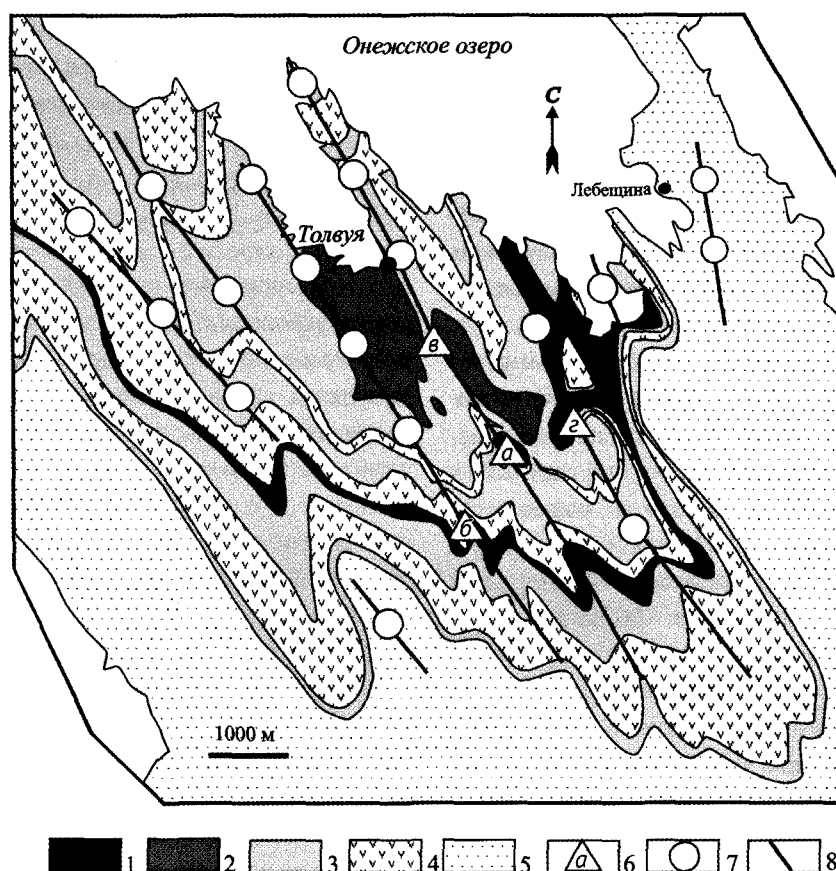 Онежское озеро
С
Лебещина
Толвуя
в
г
а
б
1000 м
1 2 3 4 5 а 6 7 8